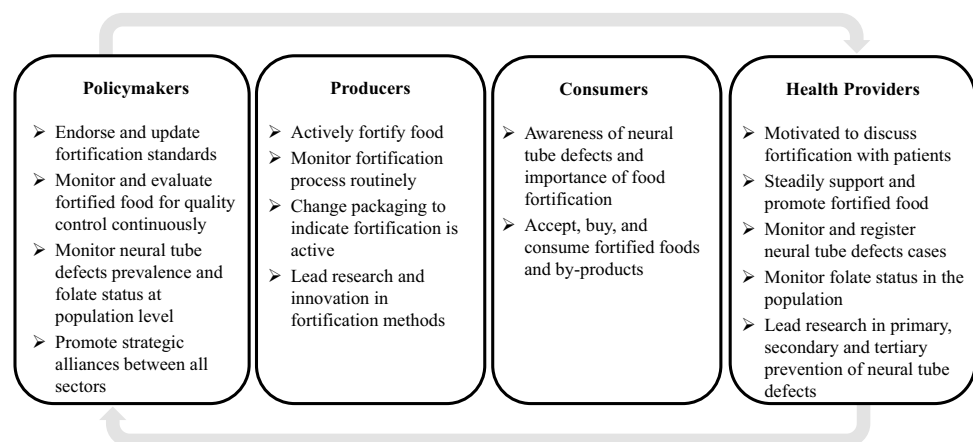 Policymakers
➢ Endorse and update
fortification standards
➢ Monitor and evaluate
fortified food for quality
control continuously
➢ Monitor neural tube
defects prevalence and
folate status at
population level
➢ Promote strategic
alliances between all
sectors
Producers
➢ Actively fortify food
➢ Monitor fortification
process routinely
➢ Change packaging to
indicate fortification is
active
➢ Lead research and
innovation in
fortification methods
Consumers
➢ Awareness of neural
tube defects and
importance of food
fortification
➢ Accept, buy, and
consume fortified foods
and by-products
Health Providers
➢ Motivated to discuss
fortification with patients
➢ Steadily support and
promote fortified food
➢ Monitor and register
neural tube defects cases
➢ Monitor folate status in the
population
➢ Lead research in primary,
secondary and tertiary
prevention of neural tube
defects